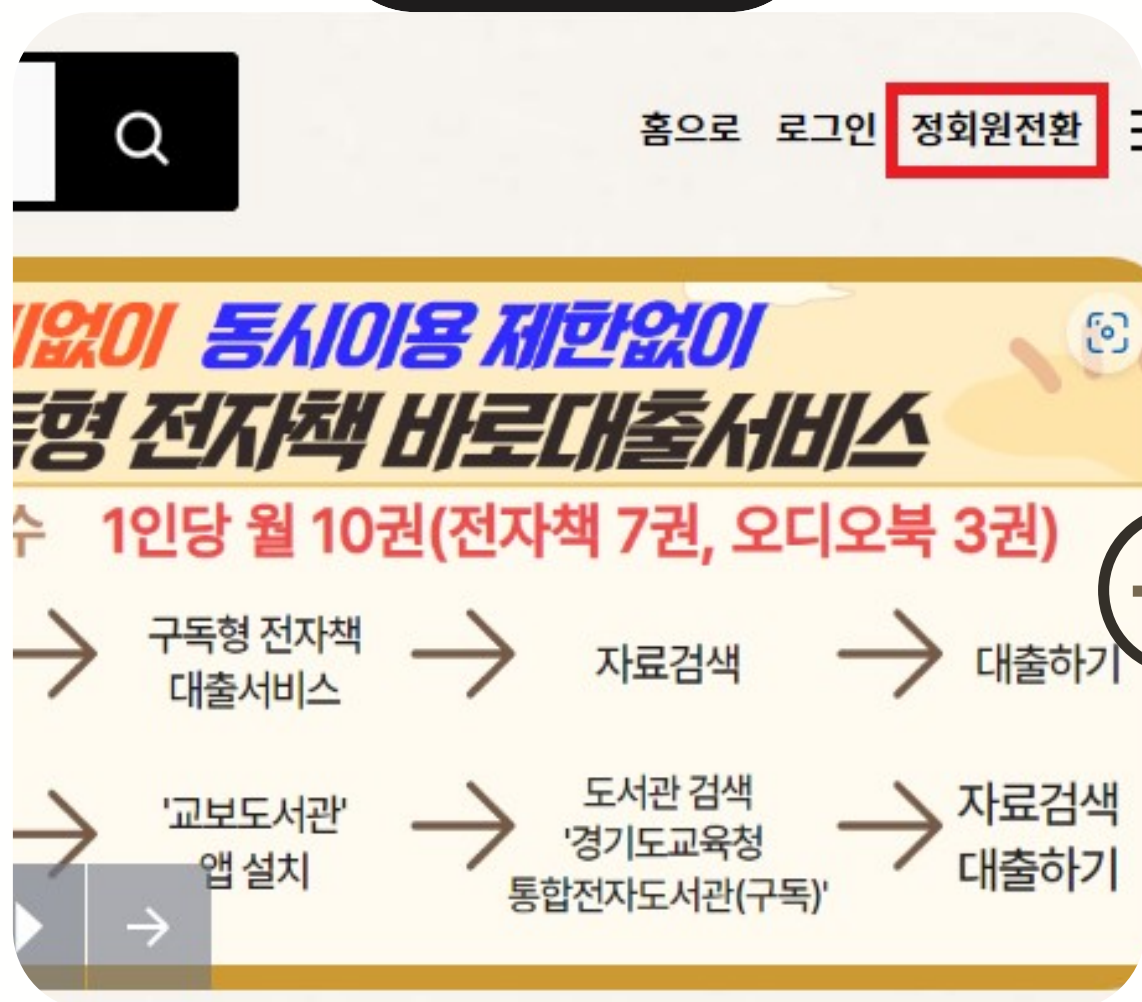 홈으로 로그인 정회원전환
없이 동시이용 제한없이
형 전자책 바로대출서비스
수 1인당 월 10권(전자책 7권, 오디오북 3권)
구독형 전자책
대출서비스
자료검색
대출하기
'교보도서관'
앱 설치
도서관 검색
'경기도교육청
통합전자도서관(구독)'
자료검색
대출하기